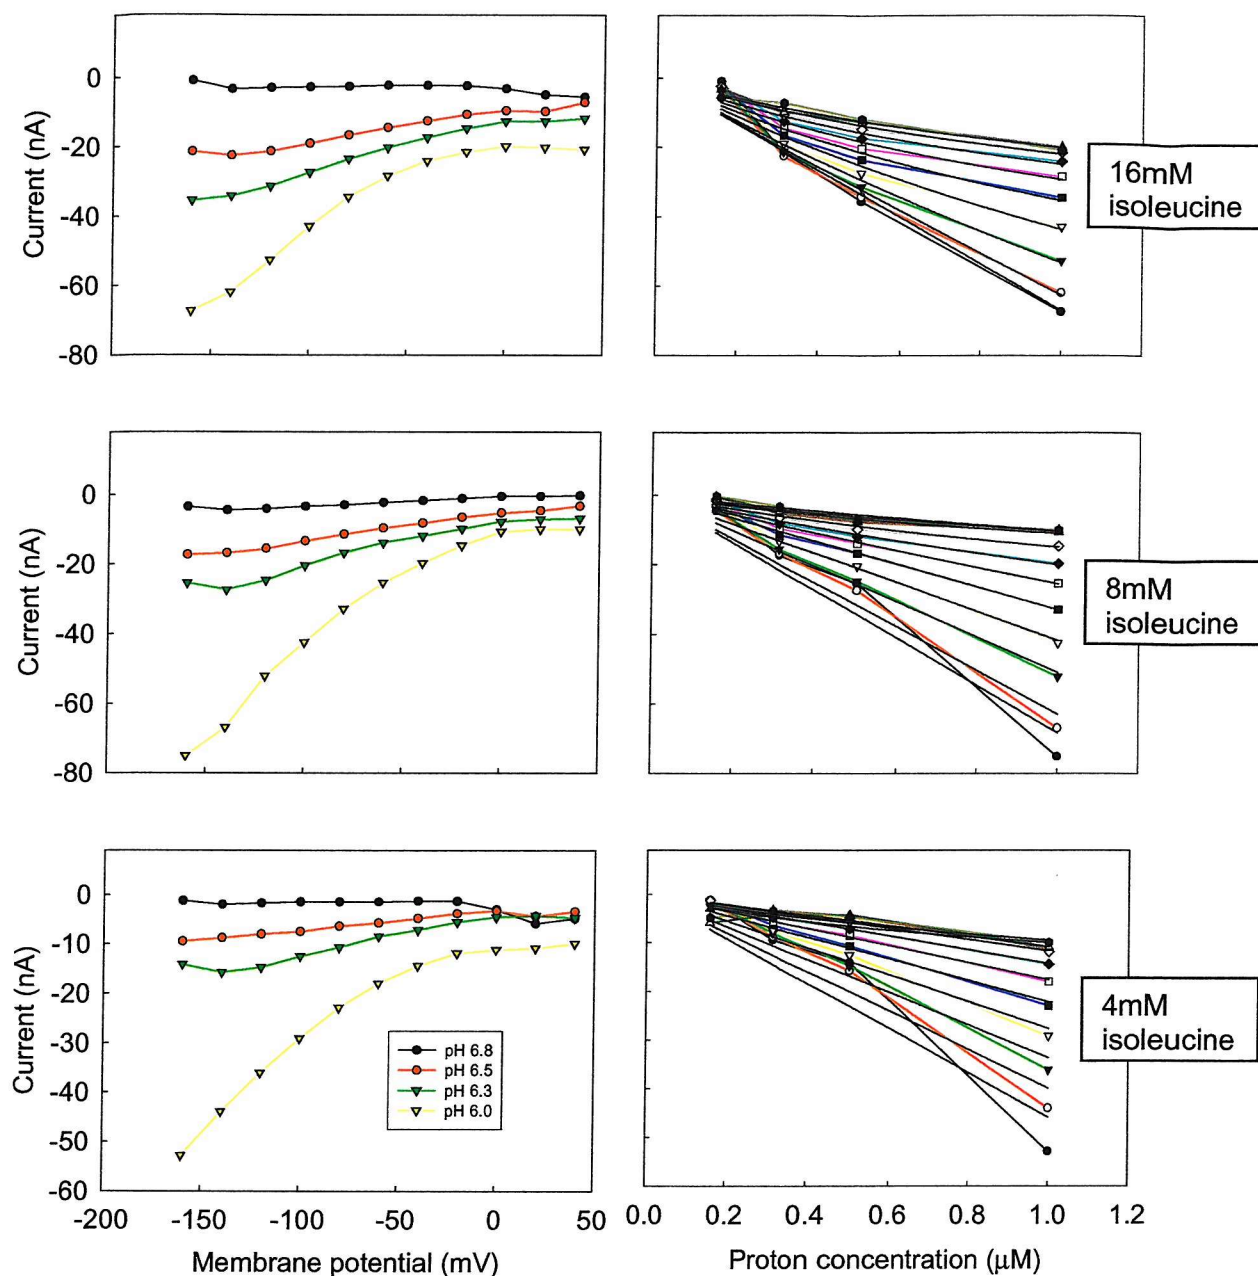 0
-20
-40
-60
-80
Current (nA)
16mM
isoleucine
0
-20
-40
-60
-80
Current (nA)
8mM
isoleucine
0
-10
-20
-30
-40
-50
-60
Current (nA)
pH 6.8
pH 6.5
pH 6.3
pH 6.0
4mM
isoleucine
-200 -150 -100 -50 0 50
0.0 0.2 0.4 0.6 0.8 1.0 1.2
Membrane potential (mV)
Proton concentration (μM)